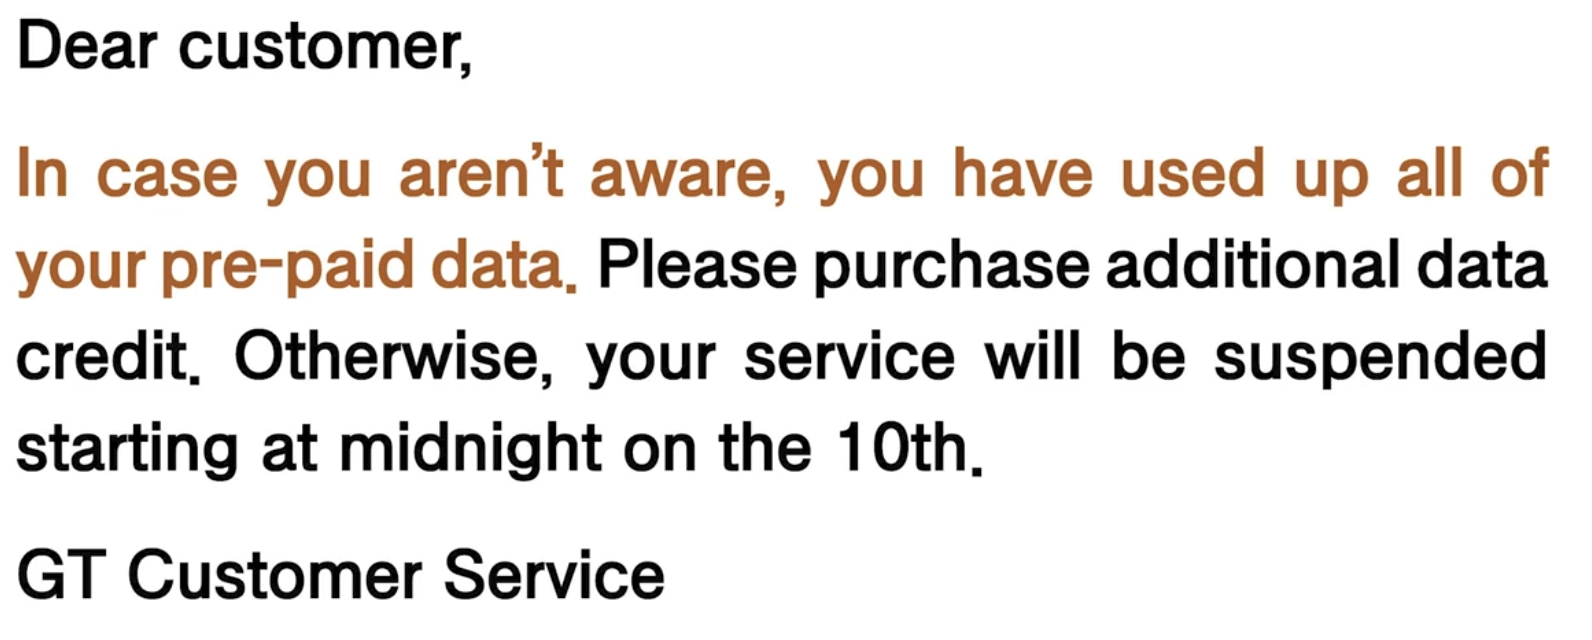 Dear customer,
In case you aren't aware, you have used up all of
your pre-paid data. Please purchase additional data
credit. Otherwise, your service will be suspended
starting at midnight on the 10th.
GT Customer Service